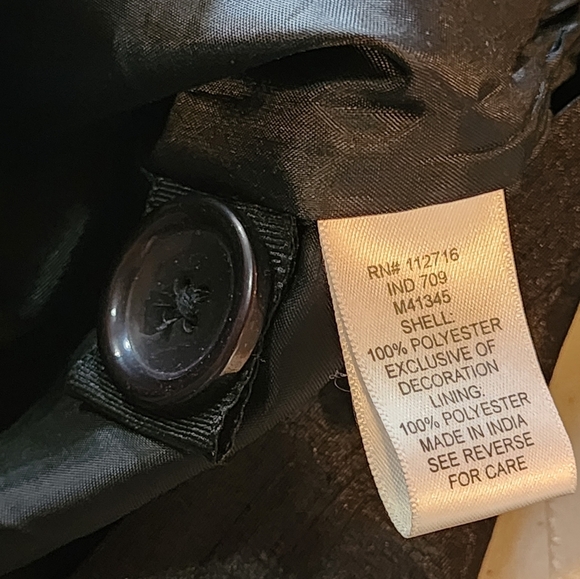 RN# 112716
IND 709
M41345
SHELL:
100% POLYESTER
EXCLUSIVE OF
DECORATION
LINING:
100% POLYESTER
MADE IN INDIA
SEE REVERSE
FOR CARE